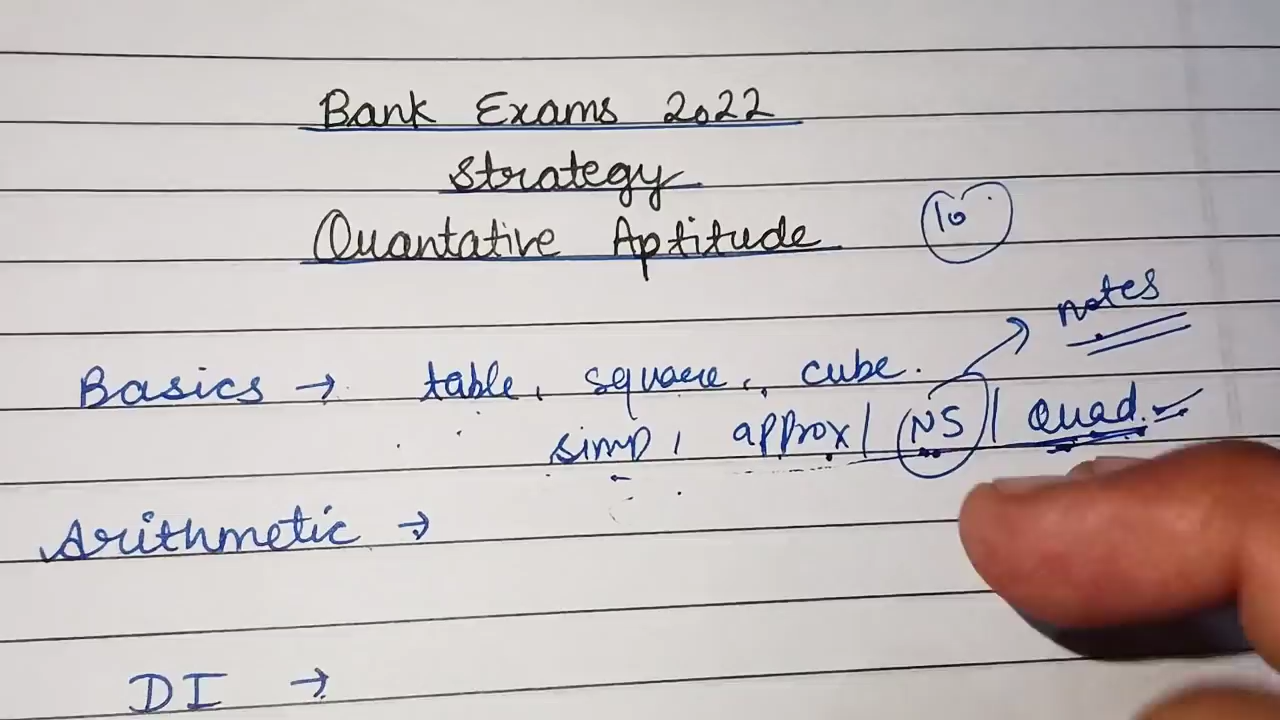 Bank Exams 2022
Strategy
Quantative Aptitude
10
notes
Basics → table, square, cube.
simp, approx | NS | Quad.
Arithmetic →
DI →